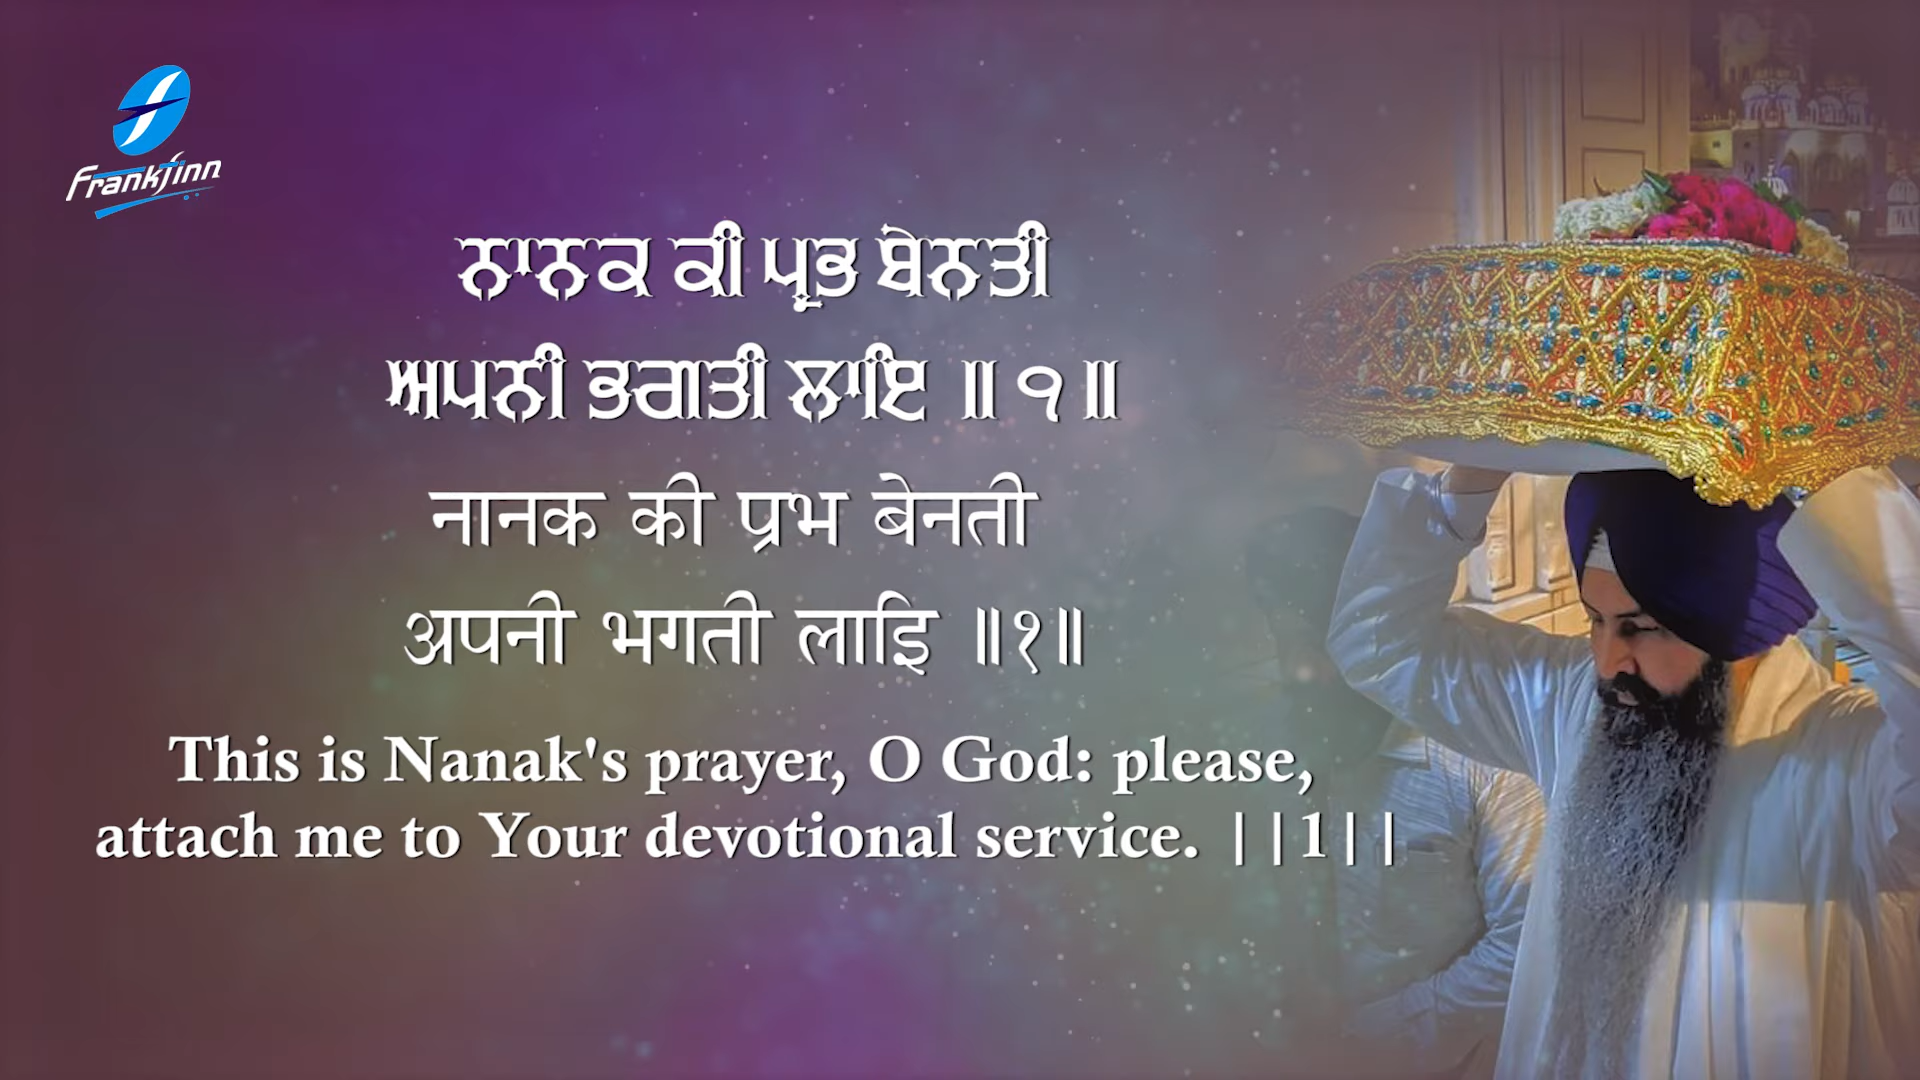 Frankfinn
ਨਾਨਕ ਕੀ ਪ੍ਰਭ ਬੇਨਤੀ
ਅਪਨੀ ਭਗਤੀ ਲਾਇ ॥੧॥
नानक की प्रभ बेनती
अपनी भगती लाइि ॥१॥
This is Nanak's prayer, O God: please,
attach me to Your devotional service. ||1||